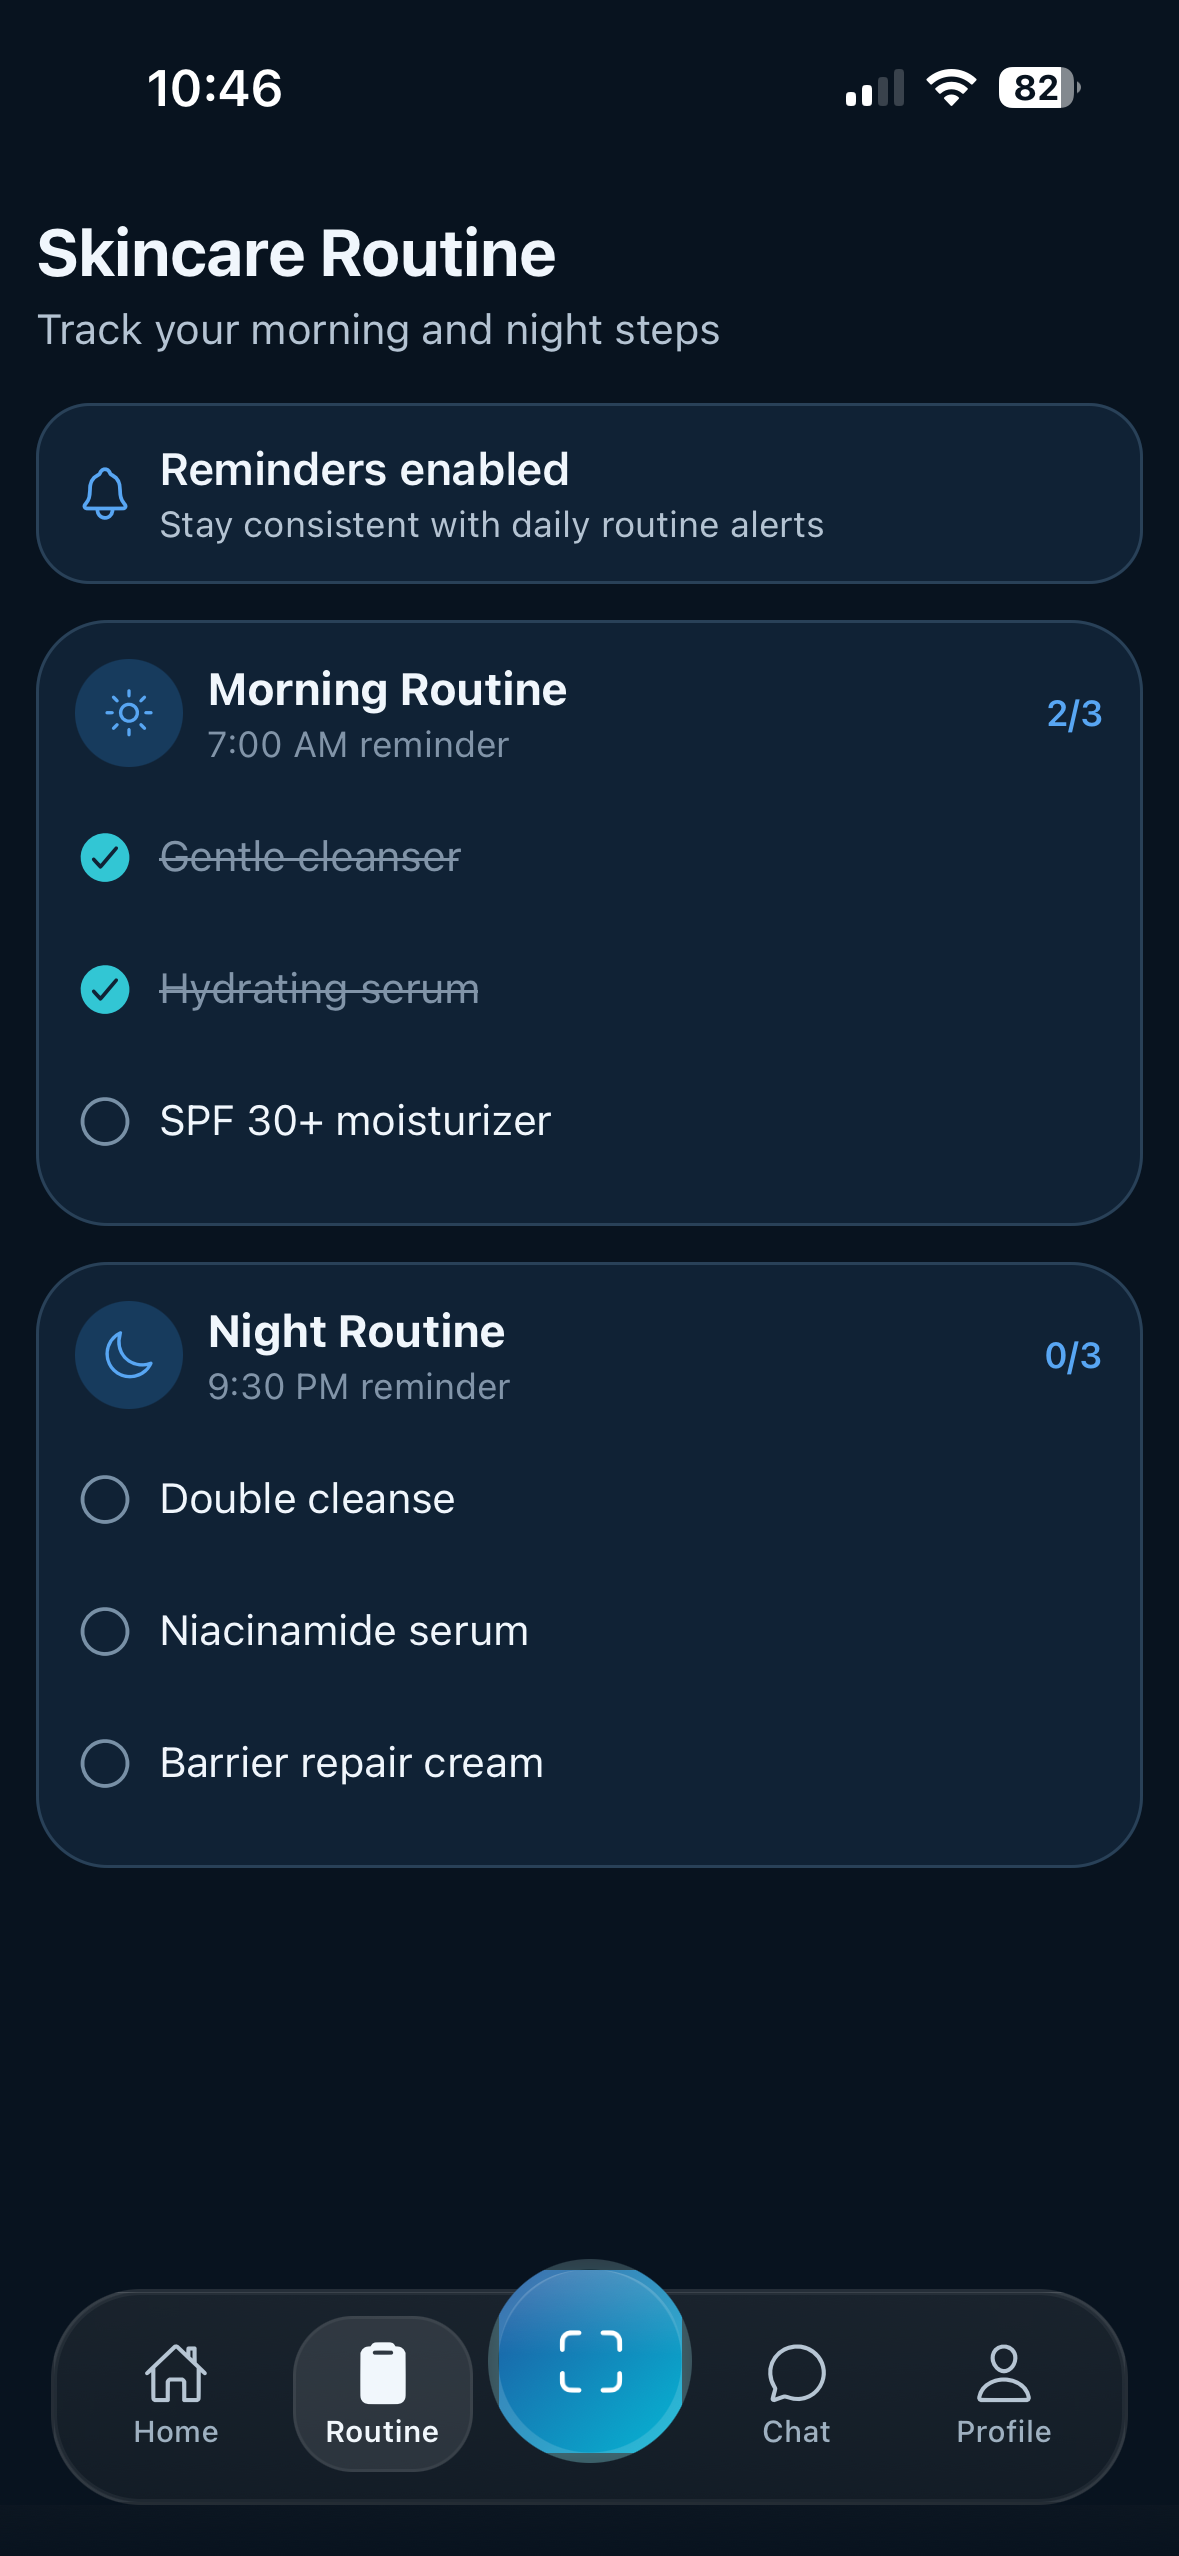 10:46
82
Skincare Routine
Track your morning and night steps
Reminders enabled
Stay consistent with daily routine alerts
Morning Routine
7:00 AM reminder
2/3
Gentle cleanser
Hydrating serum
SPF 30+ moisturizer
Night Routine
9:30 PM reminder
0/3
Double cleanse
Niacinamide serum
Barrier repair cream
Home
Routine
Chat
Profile